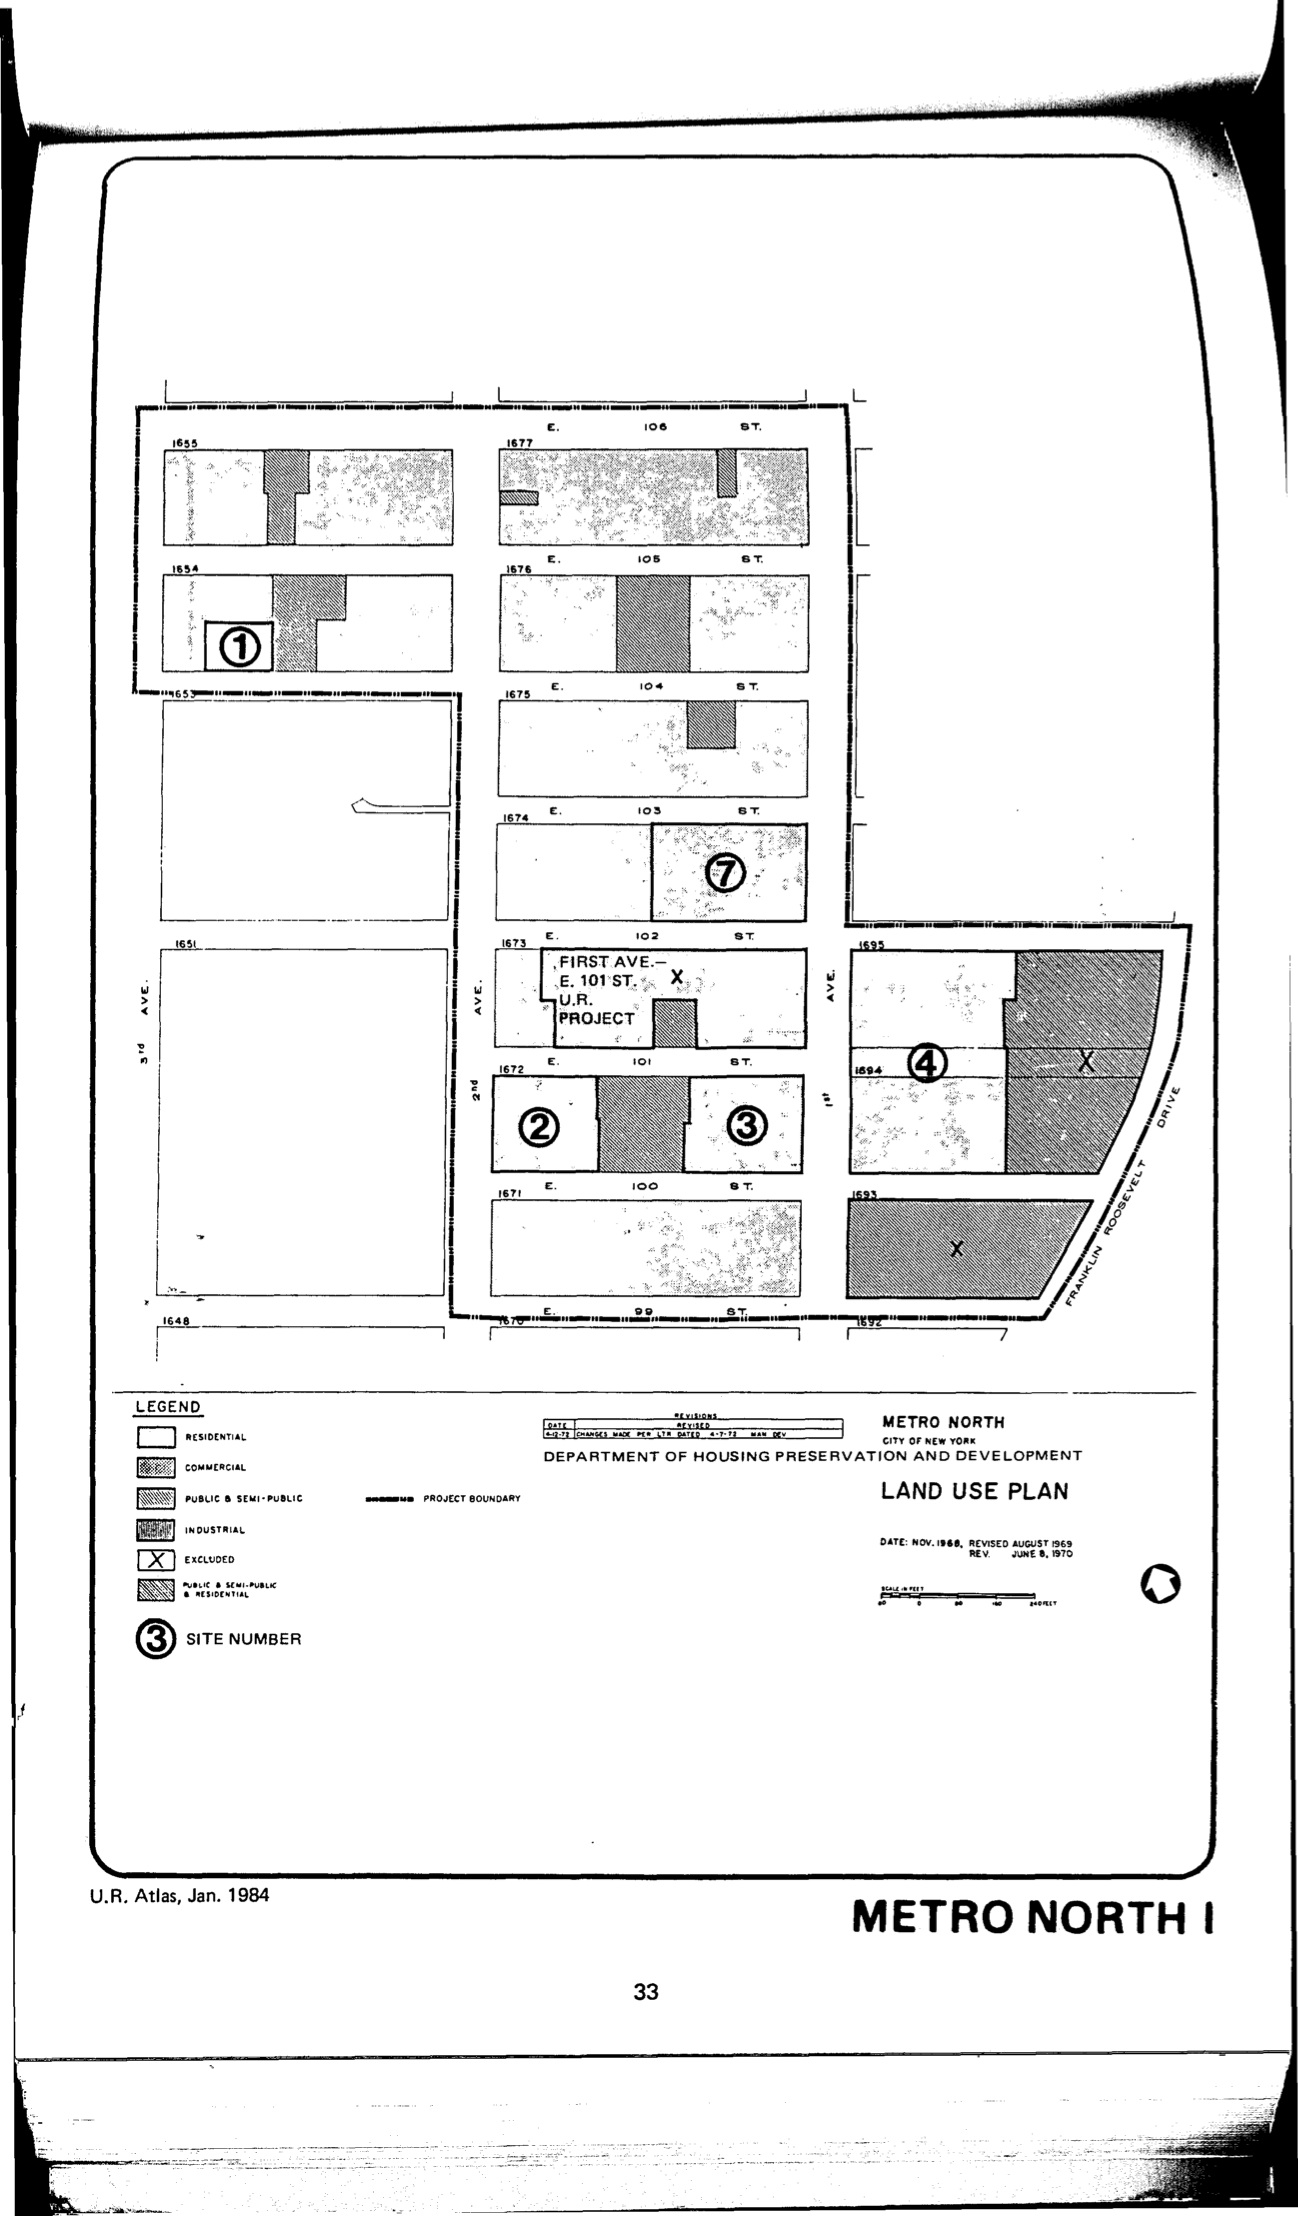 E. 106 ST.
1655
1677
E. 105 ST.
1654
1676
1
E. 104 ST.
1653
1675
E. 103 ST.
1674
7
E. 102 ST.
1651
1673
1695
FIRST AVE.—
E. 101 ST.
U.R.
PROJECT
X
3rd AVE.
2nd AVE.
1st AVE.
E. 101 ST.
4
X
1694
1672
2
3
FRANKLIN ROOSEVELT DRIVE
E. 100 ST.
1671
1693
X
E. 99 ST.
1648
1670
1692
LEGEND
RESIDENTIAL
COMMERCIAL
PUBLIC & SEMI-PUBLIC
PROJECT BOUNDARY
INDUSTRIAL
X EXCLUDED
PUBLIC & SEMI-PUBLIC
& RESIDENTIAL
3 SITE NUMBER
REVISIONS
DATE REVISED
4-12-72 CHANGES MADE PER LTR DATED 4-7-72 MAN DEV
METRO NORTH
CITY OF NEW YORK
DEPARTMENT OF HOUSING PRESERVATION AND DEVELOPMENT
LAND USE PLAN
DATE: NOV. 1968, REVISED AUGUST 1969
REV. JUNE 8, 1970
SCALE IN FEET
80 0 80 160 240 FEET
U.R. Atlas, Jan. 1984
METRO NORTH I
33